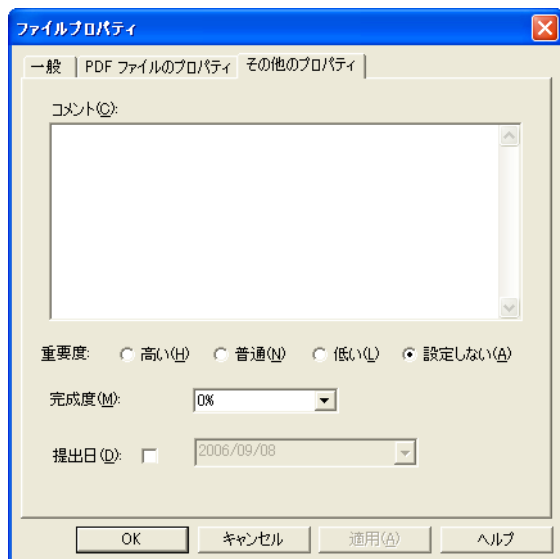 ファイルプロパティ
一般 PDF ファイルのプロパティ その他のプロパティ
コメント(C):
重要度: 高い(H) 普通(N) 低い(L) 設定しない(A)
完成度(M): 0%
提出日(D): 2006/09/08
OK キャンセル 適用(A) ヘルプ